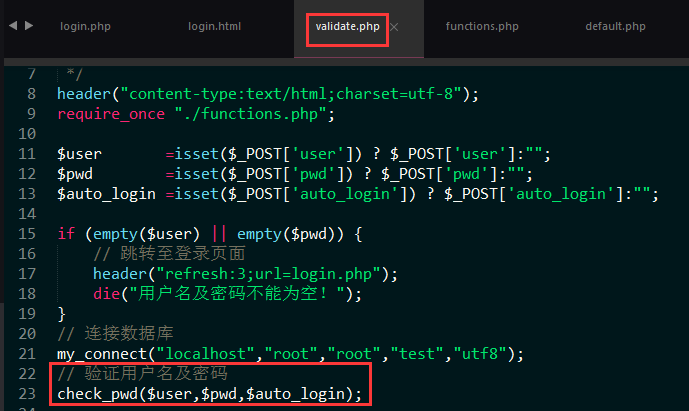 login.php login.html validate.php × functions.php default.php
7 */
8 header("content-type:text/html;charset=utf-8");
9 require_once "./functions.php";
10
11 $user =isset($_POST['user']) ? $_POST['user']:"";
12 $pwd =isset($_POST['pwd']) ? $_POST['pwd']:"";
13 $auto_login =isset($_POST['auto_login']) ? $_POST['auto_login']:"";
14
15 if (empty($user) || empty($pwd)) {
16 // 跳转至登录页面
17 header("refresh:3;url=login.php");
18 die("用户名及密码不能为空！");
19 }
20 // 连接数据库
21 my_connect("localhost","root","root","test","utf8");
22 // 验证用户名及密码
23 check_pwd($user,$pwd,$auto_login);
24